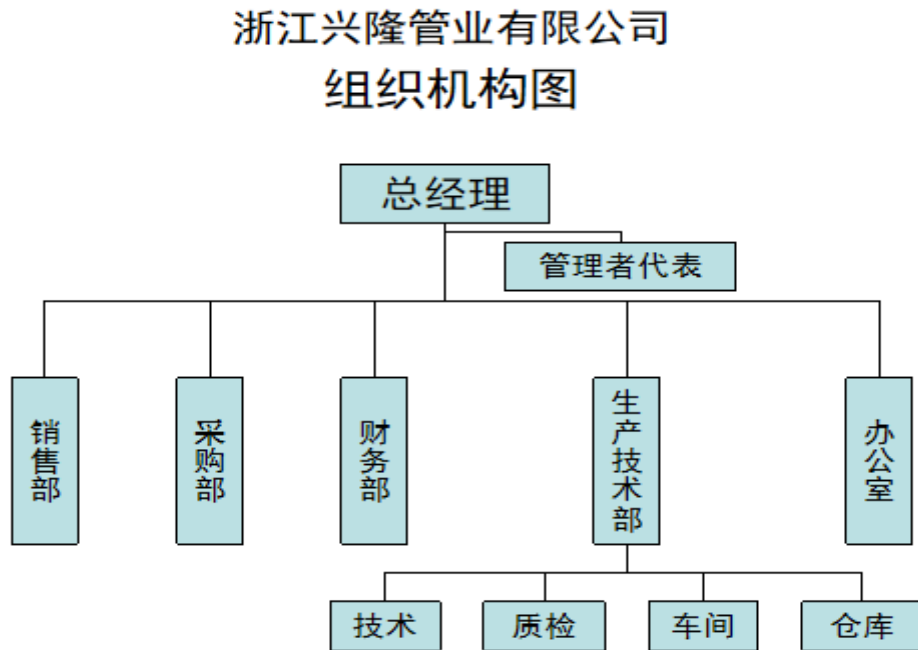 浙江兴隆管业有限公司
组织机构图
总经理
管理者代表
销售部
采购部
财务部
生产技术部
办公室
技术
质检
车间
仓库